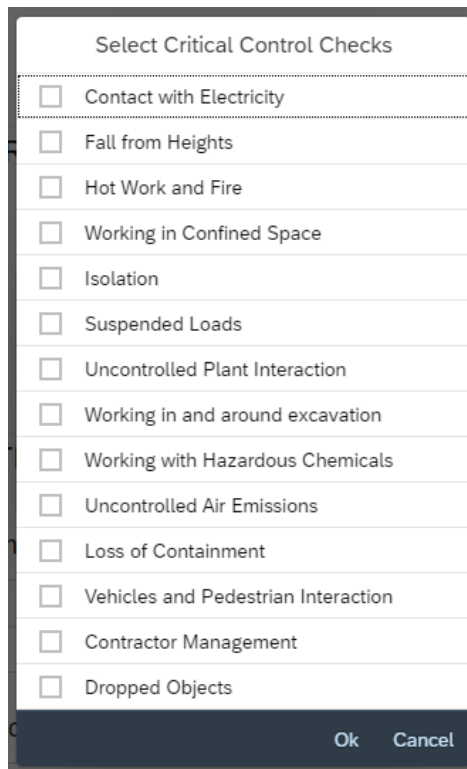 Select Critical Control Checks
Contact with Electricity
Fall from Heights
Hot Work and Fire
Working in Confined Space
Isolation
Suspended Loads
Uncontrolled Plant Interaction
Working in and around excavation
Working with Hazardous Chemicals
Uncontrolled Air Emissions
Loss of Containment
Vehicles and Pedestrian Interaction
Contractor Management
Dropped Objects
Ok Cancel